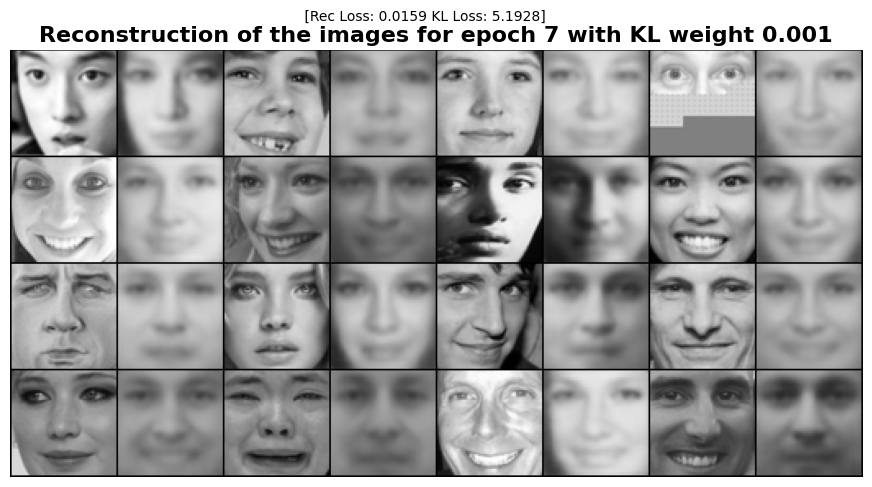 [Rec Loss: 0.0159 KL Loss: 5.1928]
Reconstruction of the images for epoch 7 with KL weight 0.001